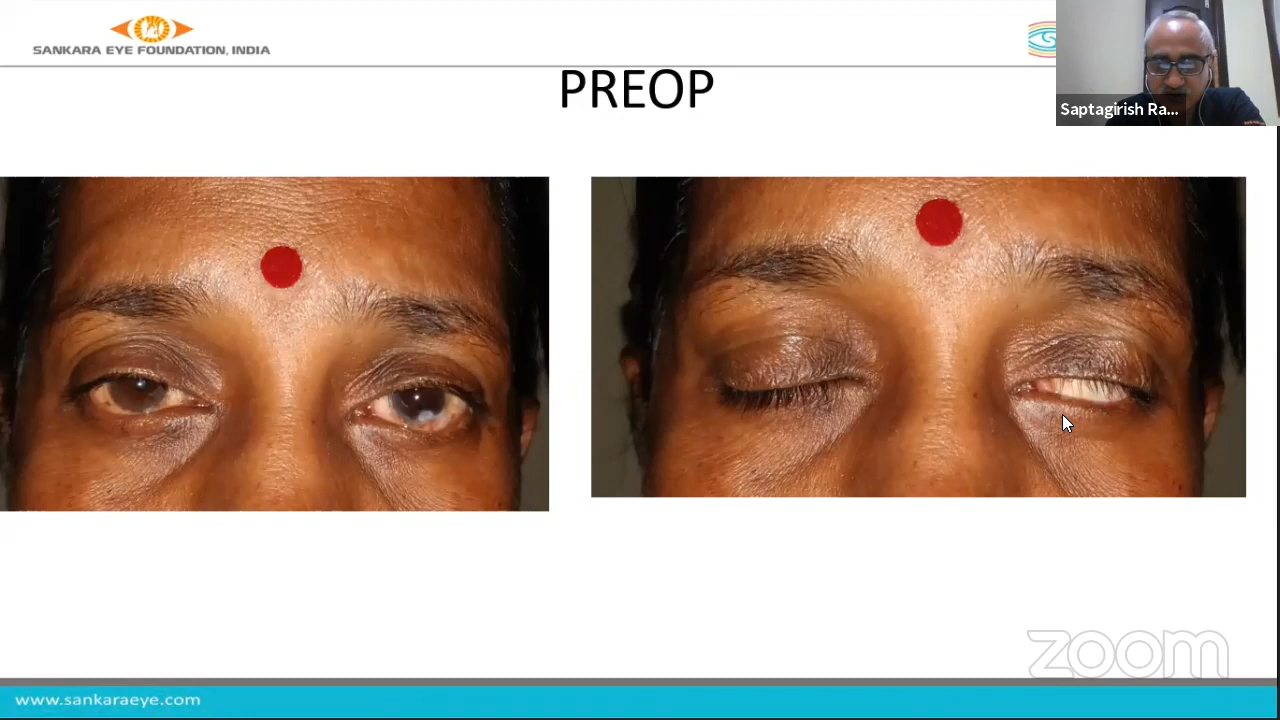 SANKARA EYE FOUNDATION, INDIA
PREOP
Saptagirish Ra...
zoom
www.sankaraeye.com